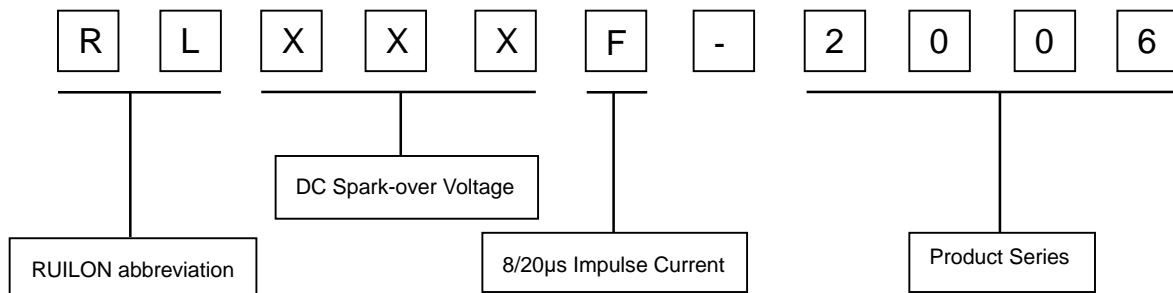 R L X X X F - 2 0 0 6
DC Spark-over Voltage
RUILON abbreviation
8/20µs Impulse Current
Product Series